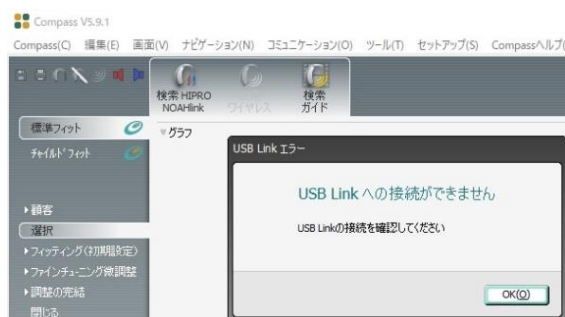 Compass V5.9.1
Compass(C) 編集(E) 画面(V) ナビゲーション(N) コミュニケーション(O) ツール(T) セットアップ(S) Compassヘルプ(
検索 HIPRO NOAHlink
ワイヤレス
検索 ガイド
標準フィット
グラフ
チャイルドフィット
USB Link エラー
USB Link への接続ができません
USB Linkの接続を確認してください
顧客
選択
フィッティング(初期設定)
ファインチューニング微調整
調整の完結
閉じる
OK(O)